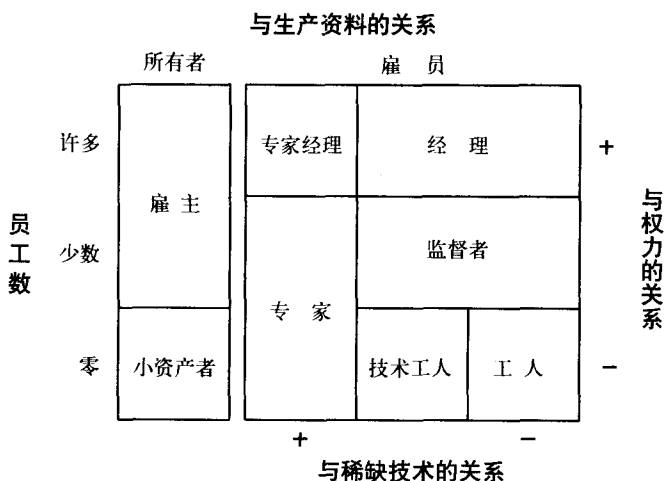 与生产资料的关系
所有者 雇 员
许多 专家经理 经 理 +
雇 主
员工数
少数 监督者
与权力的关系
专 家
零 小资产者 技术工人 工 人 −
+ −
与稀缺技术的关系